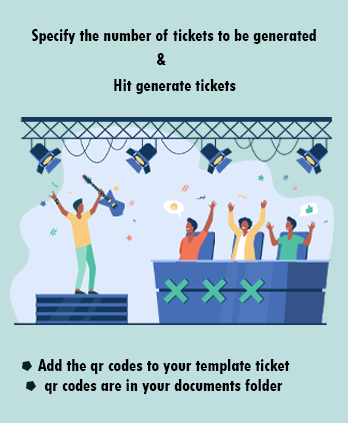 Specify the number of tickets to be generated
&
Hit generate tickets
Add the qr codes to your template ticket
qr codes are in your documents folder